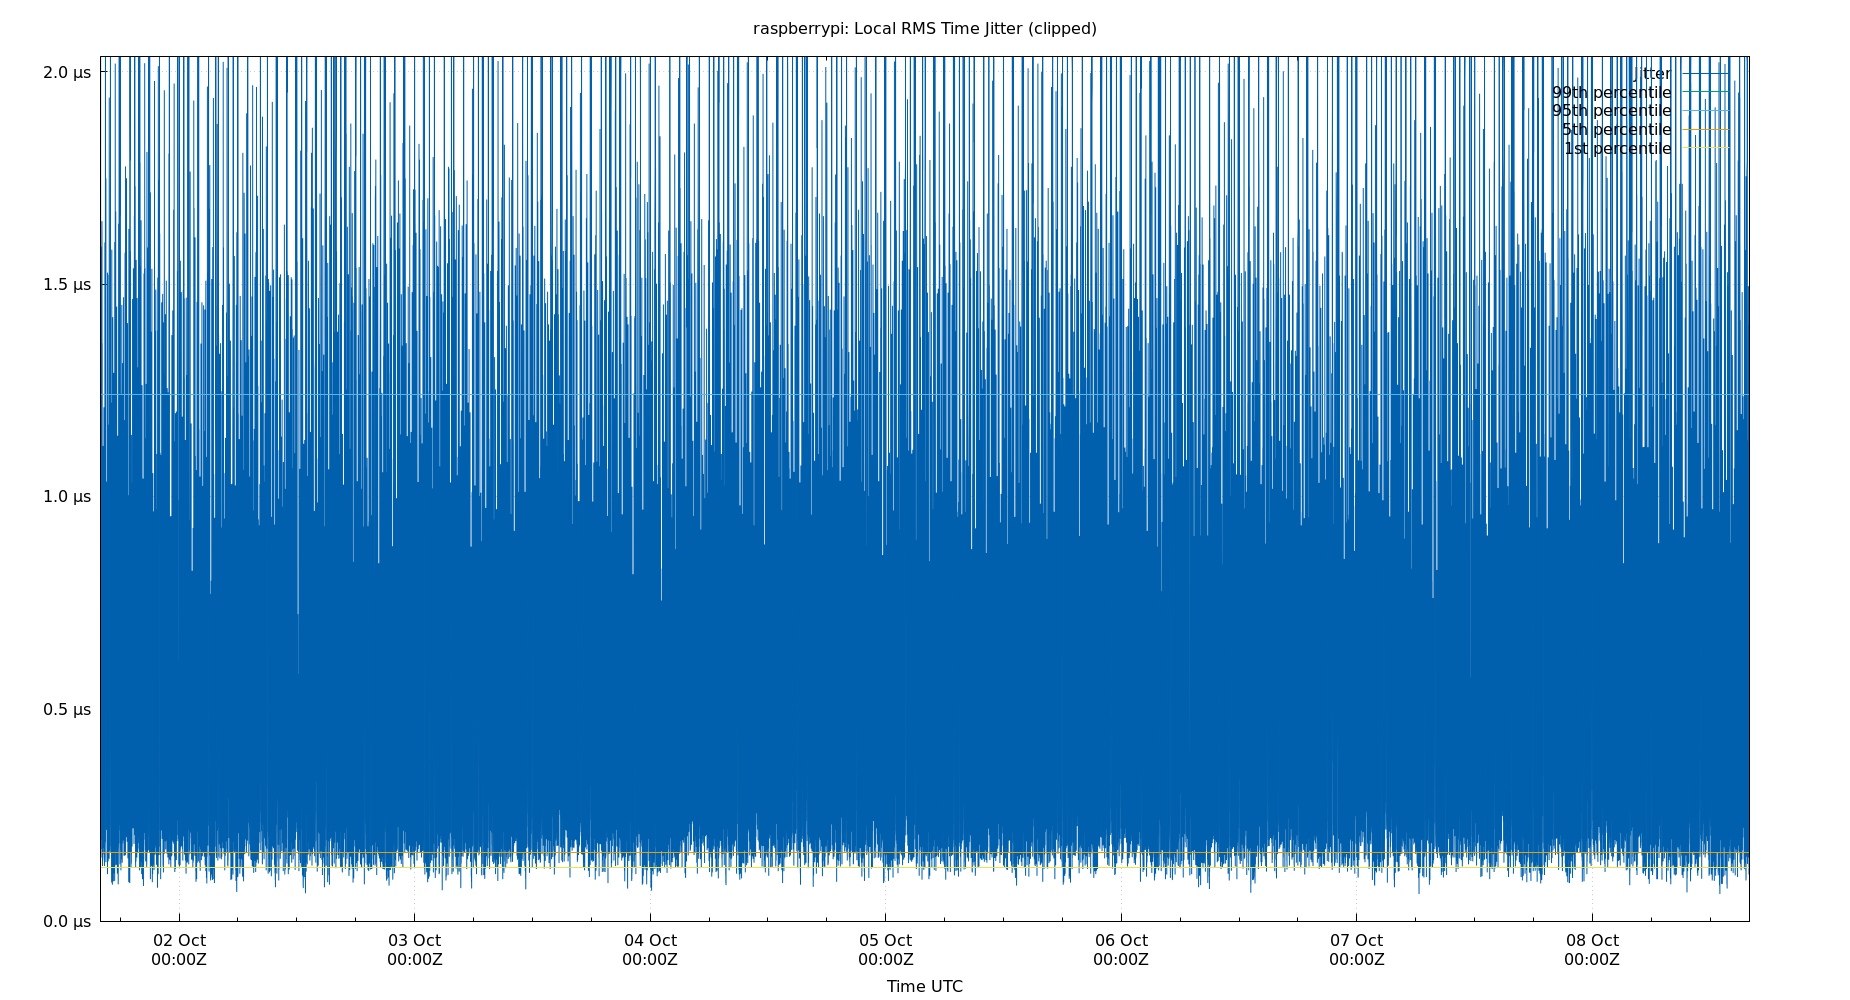 raspberrypi: Local RMS Time Jitter (clipped)
2.0 µs
1.5 µs
1.0 µs
0.5 µs
0.0 µs
Jitter
99th percentile
95th percentile
5th percentile
1st percentile
02 Oct
00:00Z
03 Oct
00:00Z
04 Oct
00:00Z
05 Oct
00:00Z
06 Oct
00:00Z
07 Oct
00:00Z
08 Oct
00:00Z
Time UTC